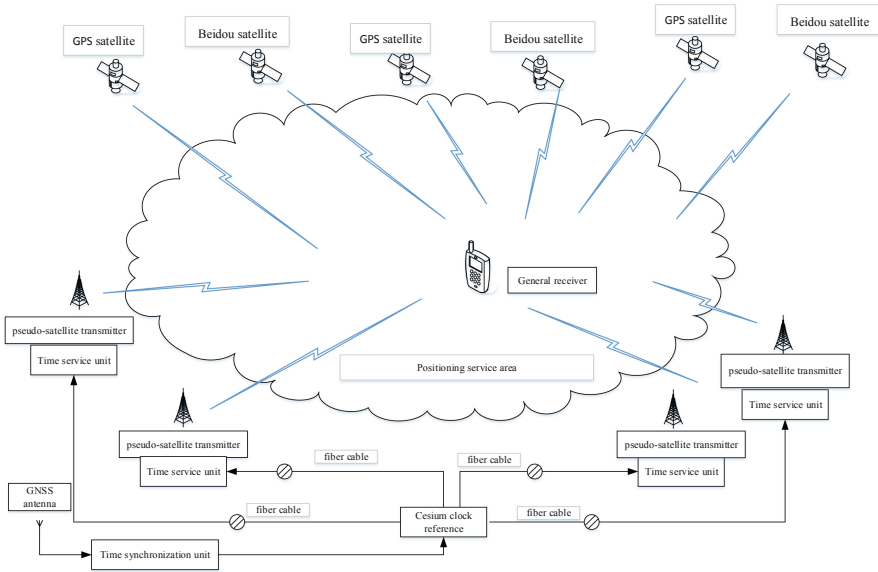 GPS satellite
Beidou satellite
GPS satellite
Beidou satellite
GPS satellite
Beidou satellite
General receiver
pseudo-satellite transmitter
Time service unit
Positioning service area
pseudo-satellite transmitter
Time service unit
pseudo-satellite transmitter
Time service unit
fiber cable
fiber cable
pseudo-satellite transmitter
Time service unit
GNSS
antenna
fiber cable
Cesium clock
reference
fiber cable
Time synchronization unit